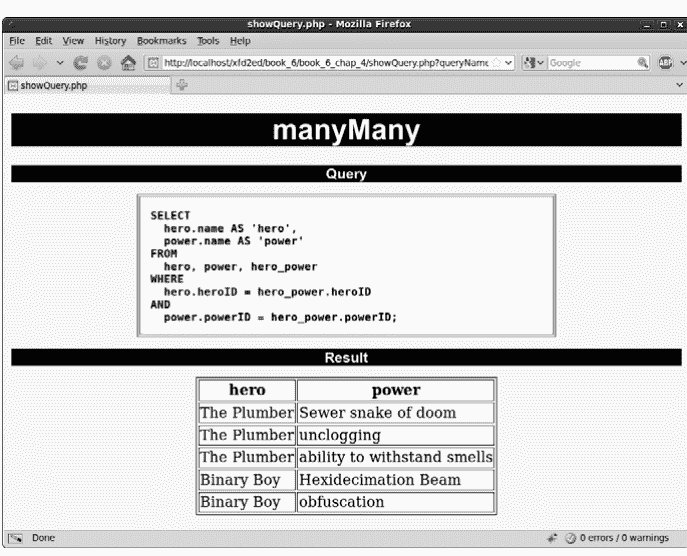 showQuery.php - Mozilla Firefox
File Edit View History Bookmarks Tools Help
http://localhost/xfd2ed/book_6/book_6_chap_4/showQuery.php?queryName
Google
ABP
showQuery.php
manyMany
Query
SELECT
hero.name AS 'hero',
power.name AS 'power'
FROM
hero, power, hero_power
WHERE
hero.heroID = hero_power.heroID
AND
power.powerID = hero_power.powerID;
Result
hero power
The Plumber Sewer snake of doom
The Plumber unclogging
The Plumber ability to withstand smells
Binary Boy Hexidecimation Beam
Binary Boy obfuscation
Done 0 errors / 0 warnings